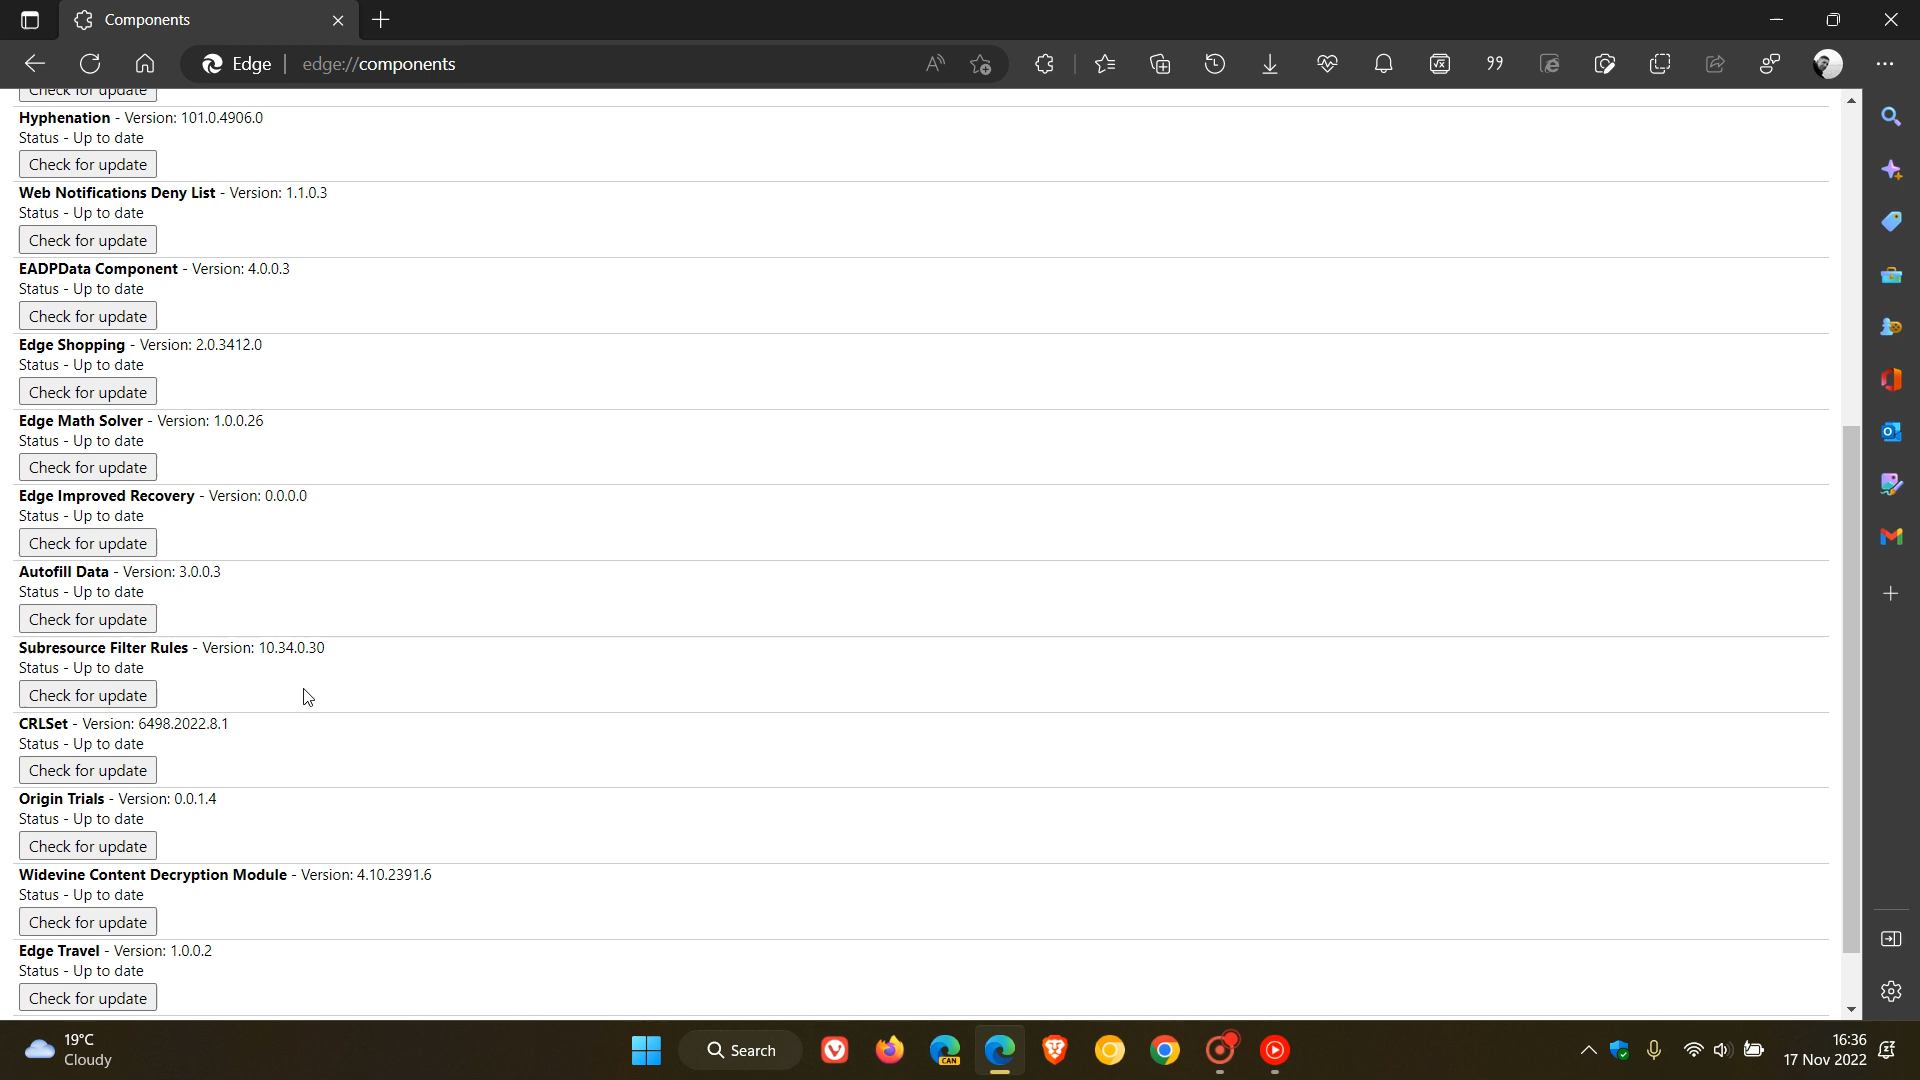 Components
Edge
edge://components
Check for update
Hyphenation - Version: 101.0.4906.0
Status - Up to date
Check for update
Web Notifications Deny List - Version: 1.1.0.3
Status - Up to date
Check for update
EADPData Component - Version: 4.0.0.3
Status - Up to date
Check for update
Edge Shopping - Version: 2.0.3412.0
Status - Up to date
Check for update
Edge Math Solver - Version: 1.0.0.26
Status - Up to date
Check for update
Edge Improved Recovery - Version: 0.0.0.0
Status - Up to date
Check for update
Autofill Data - Version: 3.0.0.3
Status - Up to date
Check for update
Subresource Filter Rules - Version: 10.34.0.30
Status - Up to date
Check for update
CRLSet - Version: 6498.2022.8.1
Status - Up to date
Check for update
Origin Trials - Version: 0.0.1.4
Status - Up to date
Check for update
Widevine Content Decryption Module - Version: 4.10.2391.6
Status - Up to date
Check for update
Edge Travel - Version: 1.0.0.2
Status - Up to date
Check for update
19°C
Cloudy
Search
CAN
16:36
17 Nov 2022